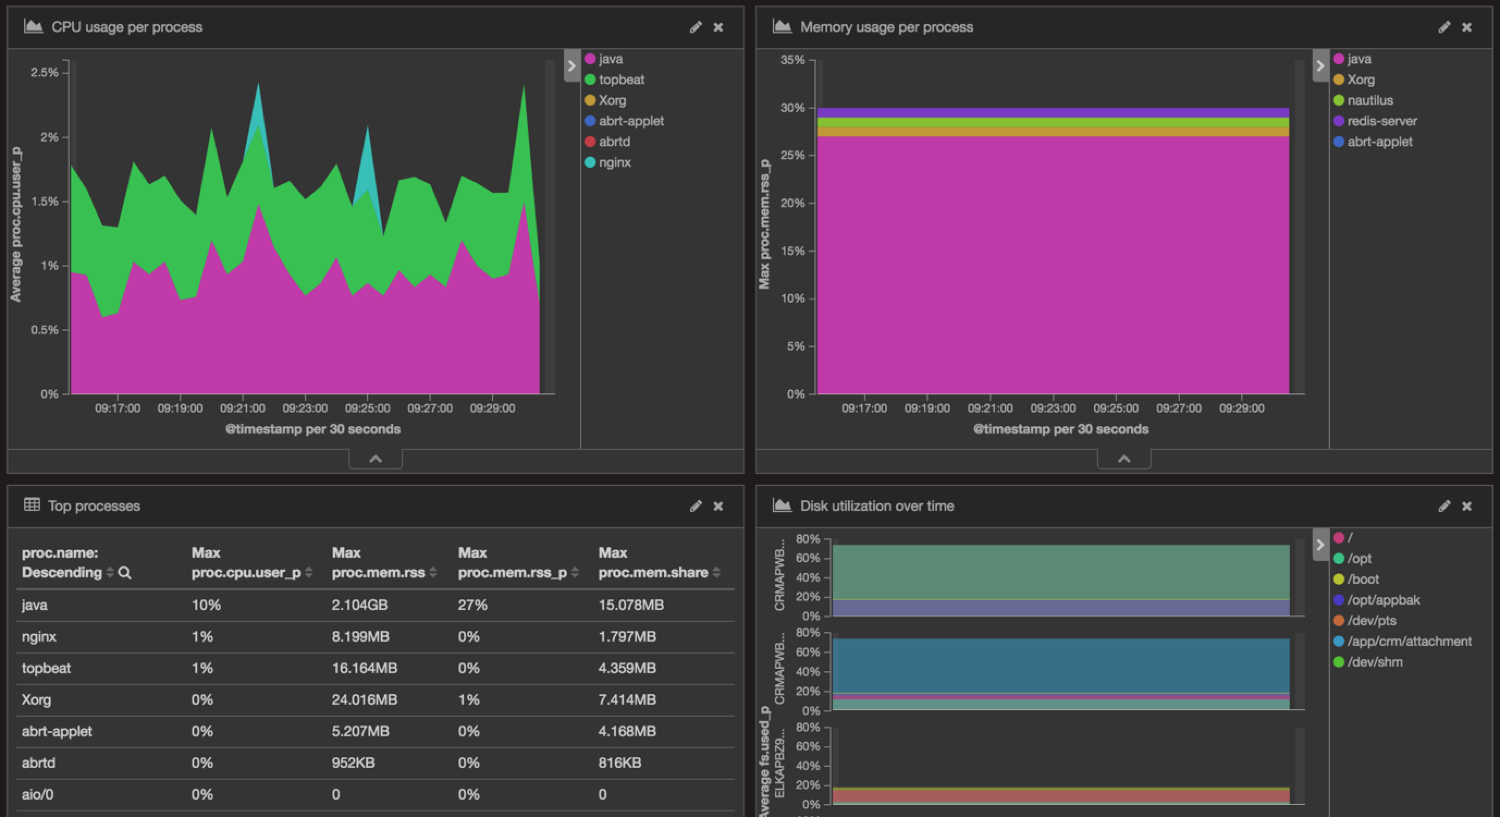 CPU usage per process
2.5%
2%
1.5%
1%
0.5%
0%
Average proc.cpu.user_p
09:17:00 09:19:00 09:21:00 09:23:00 09:25:00 09:27:00 09:29:00
@timestamp per 30 seconds
java
topbeat
Xorg
abrt-applet
abrtd
nginx
Memory usage per process
35%
30%
25%
20%
15%
10%
5%
0%
Max proc.mem.rss_p
09:17:00 09:19:00 09:21:00 09:23:00 09:25:00 09:27:00 09:29:00
@timestamp per 30 seconds
java
Xorg
nautilus
redis-server
abrt-applet
Top processes
proc.name: Max Max Max Max
Descending proc.cpu.user_p proc.mem.rss proc.mem.rss_p proc.mem.share
java 10% 2.104GB 27% 15.078MB
nginx 1% 8.199MB 0% 1.797MB
topbeat 1% 16.164MB 0% 4.359MB
Xorg 0% 24.016MB 1% 7.414MB
abrt-applet 0% 5.207MB 0% 4.168MB
abrtd 0% 952KB 0% 816KB
aio/0 0% 0 0% 0
Disk utilization over time
Average fs.used_p
CRMAPWB...
80%
60%
40%
20%
0%
CRMAPWB...
80%
60%
40%
20%
0%
ELKAPBZ9...
80%
60%
40%
20%
0%
/
/opt
/boot
/opt/appbak
/dev/pts
/app/crm/attachment
/dev/shm